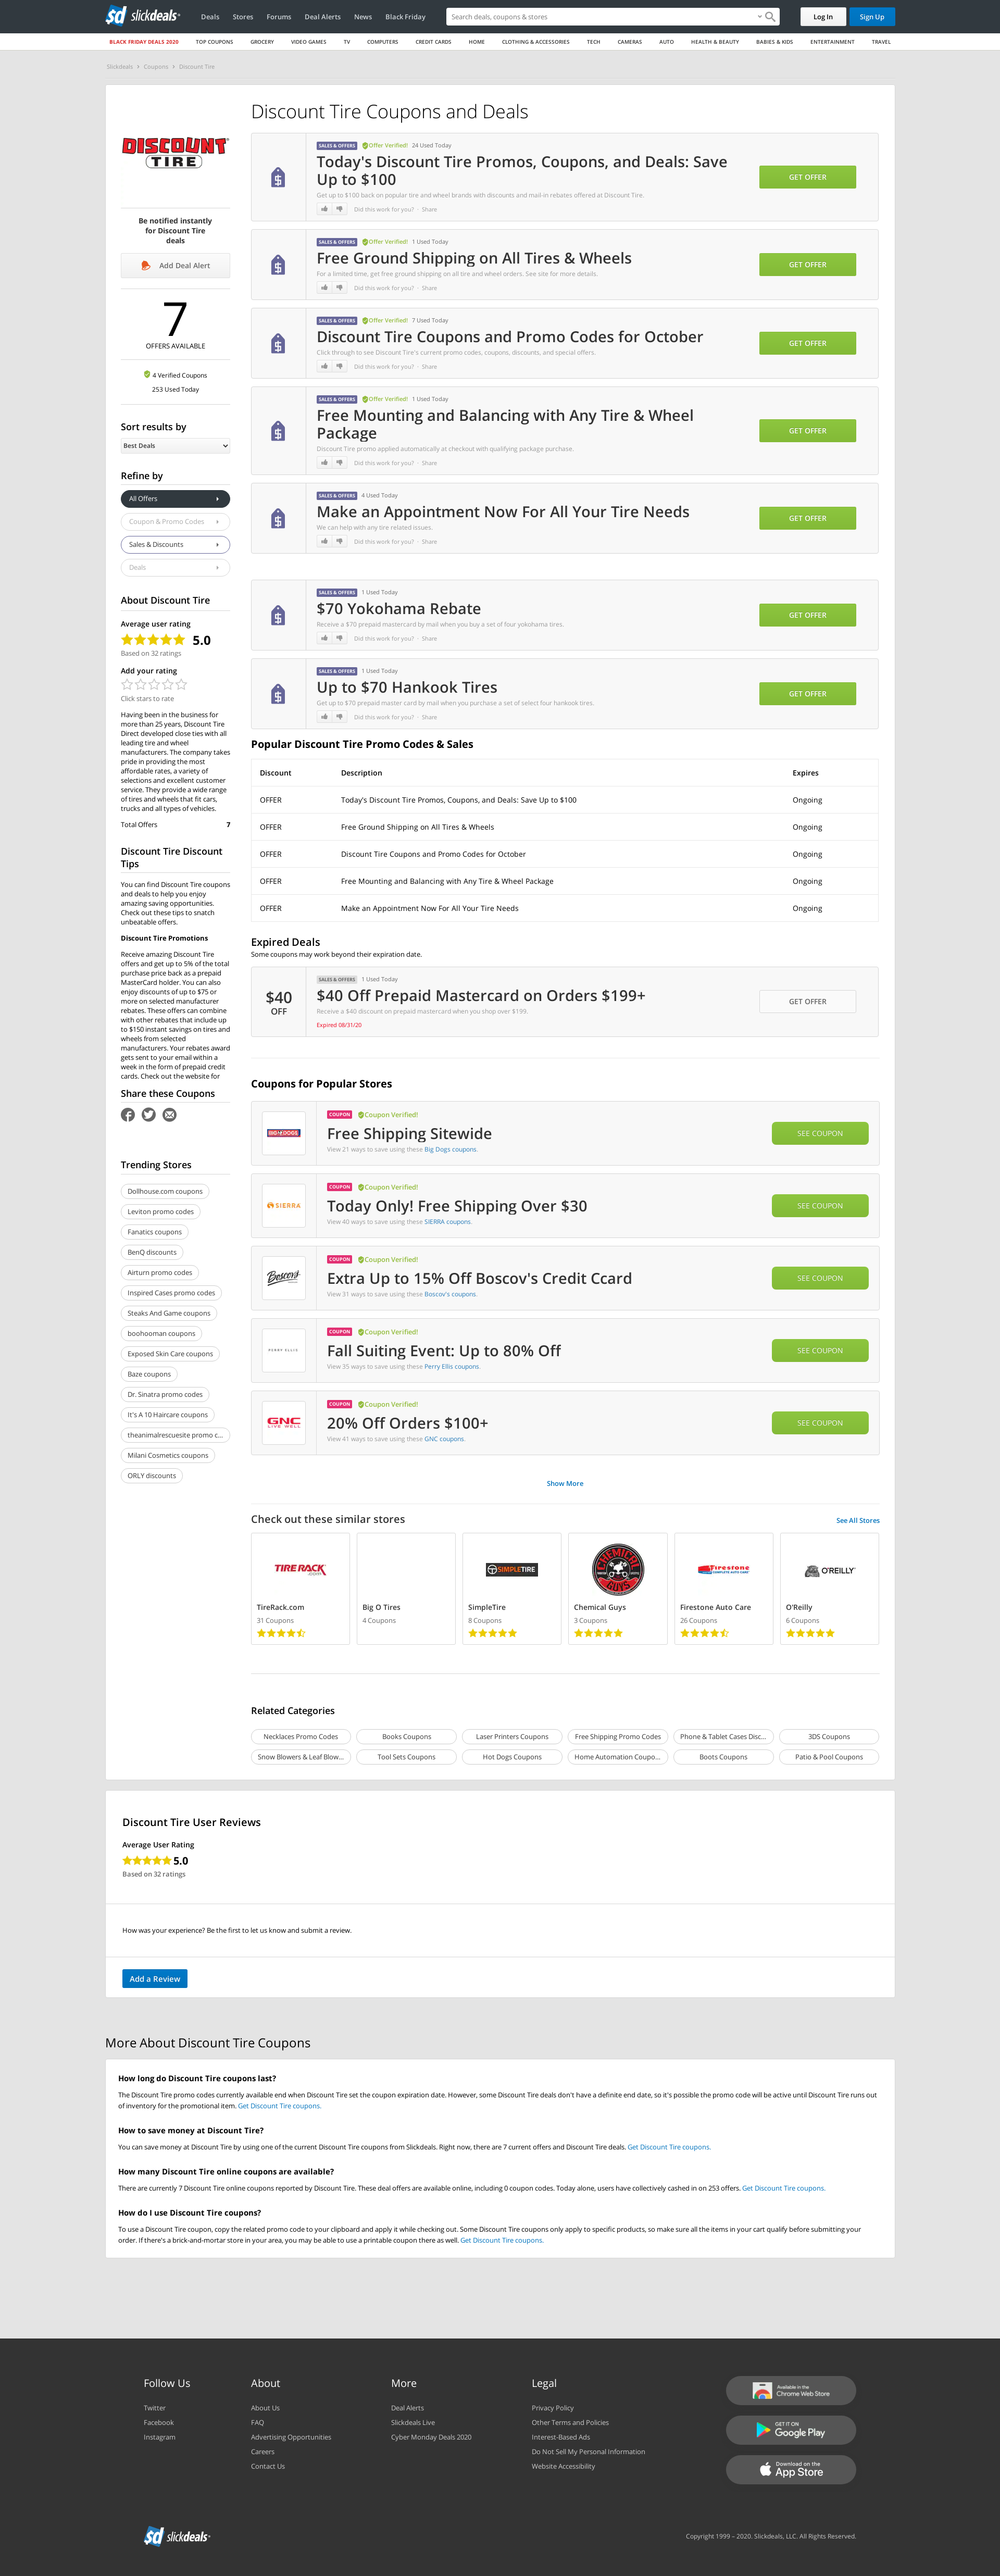 sd slickdeals
Deals
Stores
Forums
Deal Alerts
News
Black Friday
Search deals, coupons & stores
Log In
Sign Up
BLACK FRIDAY DEALS 2020
TOP COUPONS
GROCERY
VIDEO GAMES
TV
COMPUTERS
CREDIT CARDS
HOME
CLOTHING & ACCESSORIES
TECH
CAMERAS
AUTO
HEALTH & BEAUTY
BABIES & KIDS
ENTERTAINMENT
TRAVEL
Slickdeals › Coupons › Discount Tire
DISCOUNT
TIRE
Be notified instantly
for Discount Tire
deals
Add Deal Alert
7
OFFERS AVAILABLE
4 Verified Coupons
253 Used Today
Sort results by
Best Deals
Refine by
All Offers
Coupon & Promo Codes
Sales & Discounts
Deals
About Discount Tire
Average user rating
5.0
Based on 32 ratings
Add your rating
Click stars to rate
Having been in the business for
more than 25 years, Discount Tire
Direct developed close ties with all
leading tire and wheel
manufacturers. The company takes
pride in providing the most
affordable rates, a variety of
selections and excellent customer
service. They provide a wide range
of tires and wheels that fit cars,
trucks and all types of vehicles.
Total Offers 7
Discount Tire Discount
Tips
You can find Discount Tire coupons
and deals to help you enjoy
amazing saving opportunities.
Check out these tips to snatch
unbeatable offers.
Discount Tire Promotions
Receive amazing Discount Tire
offers and get up to 5% of the total
purchase price back as a prepaid
MasterCard holder. You can also
enjoy discounts of up to $75 or
more on selected manufacturer
rebates. These offers can combine
with other rebates that include up
to $150 instant savings on tires and
wheels from selected
manufacturers. Your rebates award
gets sent to your email within a
week in the form of prepaid credit
cards. Check out the website for
Share these Coupons
Trending Stores
Dollhouse.com coupons
Leviton promo codes
Fanatics coupons
BenQ discounts
Airturn promo codes
Inspired Cases promo codes
Steaks And Game coupons
boohooman coupons
Exposed Skin Care coupons
Baze coupons
Dr. Sinatra promo codes
It's A 10 Haircare coupons
theanimalrescuesite promo c...
Milani Cosmetics coupons
ORLY discounts
Discount Tire Coupons and Deals
SALES & OFFERS Offer Verified! 24 Used Today
Today's Discount Tire Promos, Coupons, and Deals: Save
Up to $100
Get up to $100 back on popular tire and wheel brands with discounts and mail-in rebates offered at Discount Tire.
Did this work for you? · Share
GET OFFER
SALES & OFFERS Offer Verified! 1 Used Today
Free Ground Shipping on All Tires & Wheels
For a limited time, get free ground shipping on all tire and wheel orders. See site for more details.
Did this work for you? · Share
GET OFFER
SALES & OFFERS Offer Verified! 7 Used Today
Discount Tire Coupons and Promo Codes for October
Click through to see Discount Tire's current promo codes, coupons, discounts, and special offers.
Did this work for you? · Share
GET OFFER
SALES & OFFERS Offer Verified! 1 Used Today
Free Mounting and Balancing with Any Tire & Wheel
Package
Discount Tire promo applied automatically at checkout with qualifying package purchase.
Did this work for you? · Share
GET OFFER
SALES & OFFERS 4 Used Today
Make an Appointment Now For All Your Tire Needs
We can help with any tire related issues.
Did this work for you? · Share
GET OFFER
SALES & OFFERS 1 Used Today
$70 Yokohama Rebate
Receive a $70 prepaid mastercard by mail when you buy a set of four yokohama tires.
Did this work for you? · Share
GET OFFER
SALES & OFFERS 1 Used Today
Up to $70 Hankook Tires
Get up to $70 prepaid master card by mail when you purchase a set of select four hankook tires.
Did this work for you? · Share
GET OFFER
Popular Discount Tire Promo Codes & Sales
Discount Description Expires
OFFER Today's Discount Tire Promos, Coupons, and Deals: Save Up to $100 Ongoing
OFFER Free Ground Shipping on All Tires & Wheels Ongoing
OFFER Discount Tire Coupons and Promo Codes for October Ongoing
OFFER Free Mounting and Balancing with Any Tire & Wheel Package Ongoing
OFFER Make an Appointment Now For All Your Tire Needs Ongoing
Expired Deals
Some coupons may work beyond their expiration date.
$40
OFF
SALES & OFFERS 1 Used Today
$40 Off Prepaid Mastercard on Orders $199+
Receive a $40 discount on prepaid mastercard when you shop over $199.
Expired 08/31/20
GET OFFER
Coupons for Popular Stores
BIG DOGS
COUPON Coupon Verified!
Free Shipping Sitewide
View 21 ways to save using these Big Dogs coupons.
SEE COUPON
SIERRA
COUPON Coupon Verified!
Today Only! Free Shipping Over $30
View 40 ways to save using these SIERRA coupons.
SEE COUPON
Boscov's
COUPON Coupon Verified!
Extra Up to 15% Off Boscov's Credit Ccard
View 31 ways to save using these Boscov's coupons.
SEE COUPON
PERRY ELLIS
COUPON Coupon Verified!
Fall Suiting Event: Up to 80% Off
View 35 ways to save using these Perry Ellis coupons.
SEE COUPON
GNC
LIVE WELL
COUPON Coupon Verified!
20% Off Orders $100+
View 41 ways to save using these GNC coupons.
SEE COUPON
Show More
Check out these similar stores
See All Stores
TIRE RACK
.COM
TireRack.com
31 Coupons
Big O Tires
4 Coupons
SIMPLETIRE
SimpleTire
8 Coupons
CHEMICAL
GUYS
Chemical Guys
3 Coupons
Firestone
COMPLETE AUTO CARE
Firestone Auto Care
26 Coupons
O'REILLY
O'Reilly
6 Coupons
Related Categories
Necklaces Promo Codes
Books Coupons
Laser Printers Coupons
Free Shipping Promo Codes
Phone & Tablet Cases Disc...
3DS Coupons
Snow Blowers & Leaf Blow...
Tool Sets Coupons
Hot Dogs Coupons
Home Automation Coupo...
Boots Coupons
Patio & Pool Coupons
Discount Tire User Reviews
Average User Rating
5.0
Based on 32 ratings
How was your experience? Be the first to let us know and submit a review.
Add a Review
More About Discount Tire Coupons
How long do Discount Tire coupons last?
The Discount Tire promo codes currently available end when Discount Tire set the coupon expiration date. However, some Discount Tire deals don't have a definite end date, so it's possible the promo code will be active until Discount Tire runs out
of inventory for the promotional item. Get Discount Tire coupons.
How to save money at Discount Tire?
You can save money at Discount Tire by using one of the current Discount Tire coupons from Slickdeals. Right now, there are 7 current offers and Discount Tire deals. Get Discount Tire coupons.
How many Discount Tire online coupons are available?
There are currently 7 Discount Tire online coupons reported by Discount Tire. These deal offers are available online, including 0 coupon codes. Today alone, users have collectively cashed in on 253 offers. Get Discount Tire coupons.
How do I use Discount Tire coupons?
To use a Discount Tire coupon, copy the related promo code to your clipboard and apply it while checking out. Some Discount Tire coupons only apply to specific products, so make sure all the items in your cart qualify before submitting your
order. If there's a brick-and-mortar store in your area, you may be able to use a printable coupon there as well. Get Discount Tire coupons.
Follow Us
Twitter
Facebook
Instagram
About
About Us
FAQ
Advertising Opportunities
Careers
Contact Us
More
Deal Alerts
Slickdeals Live
Cyber Monday Deals 2020
Legal
Privacy Policy
Other Terms and Policies
Interest-Based Ads
Do Not Sell My Personal Information
Website Accessibility
Available in the
Chrome Web Store
GET IT ON
Google Play
Download on the
App Store
sd slickdeals
Copyright 1999 – 2020. Slickdeals, LLC. All Rights Reserved.